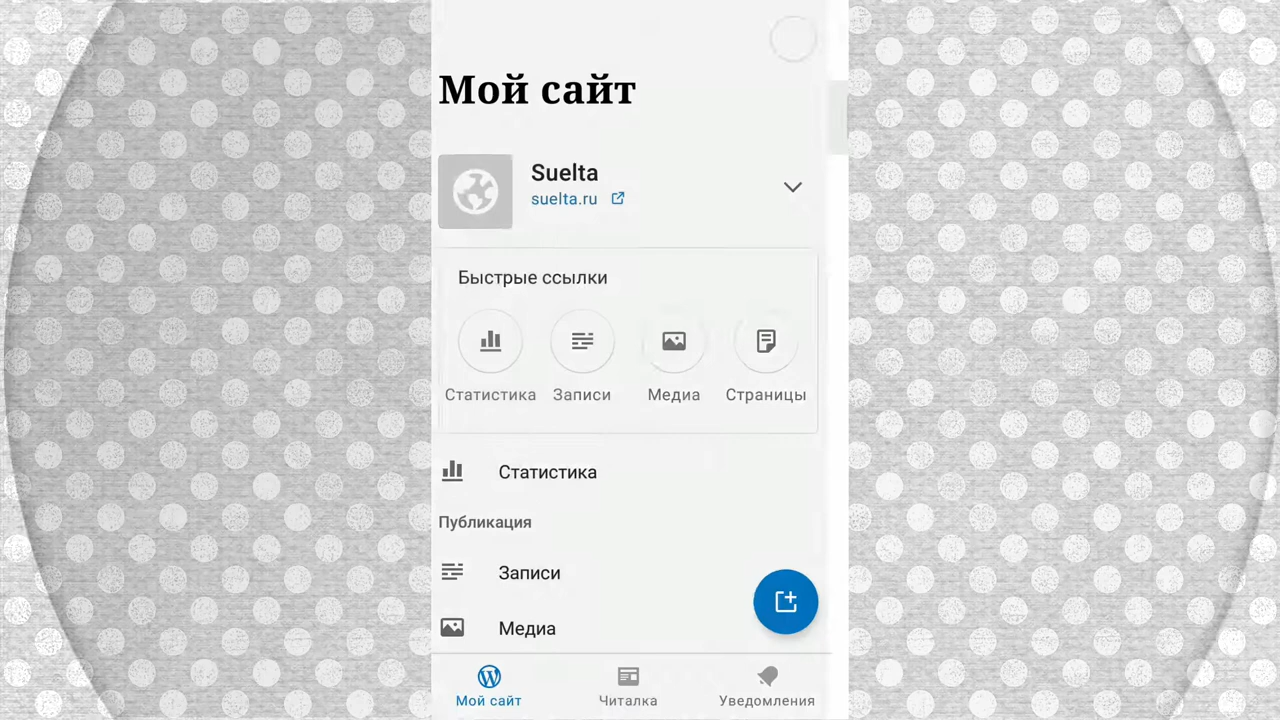 Мой сайт
Suelta
suelta.ru
Быстрые ссылки
Статистика Записи Медиа Страницы
Статистика
Публикация
Записи
Медиа
Мой сайт Читалка Уведомления